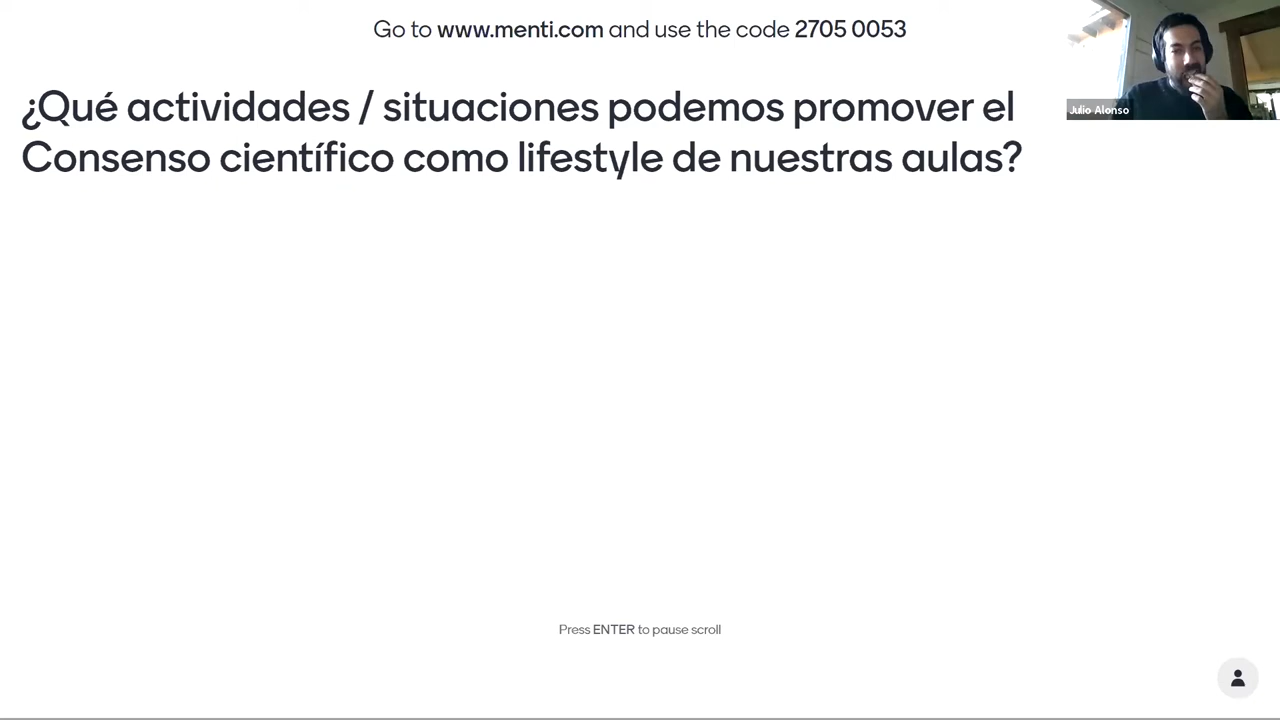 Go to www.menti.com and use the code 2705 0053
¿Qué actividades / situaciones podemos promover el
Consenso científico como lifestyle de nuestras aulas?
Julio Alonso
Press ENTER to pause scroll